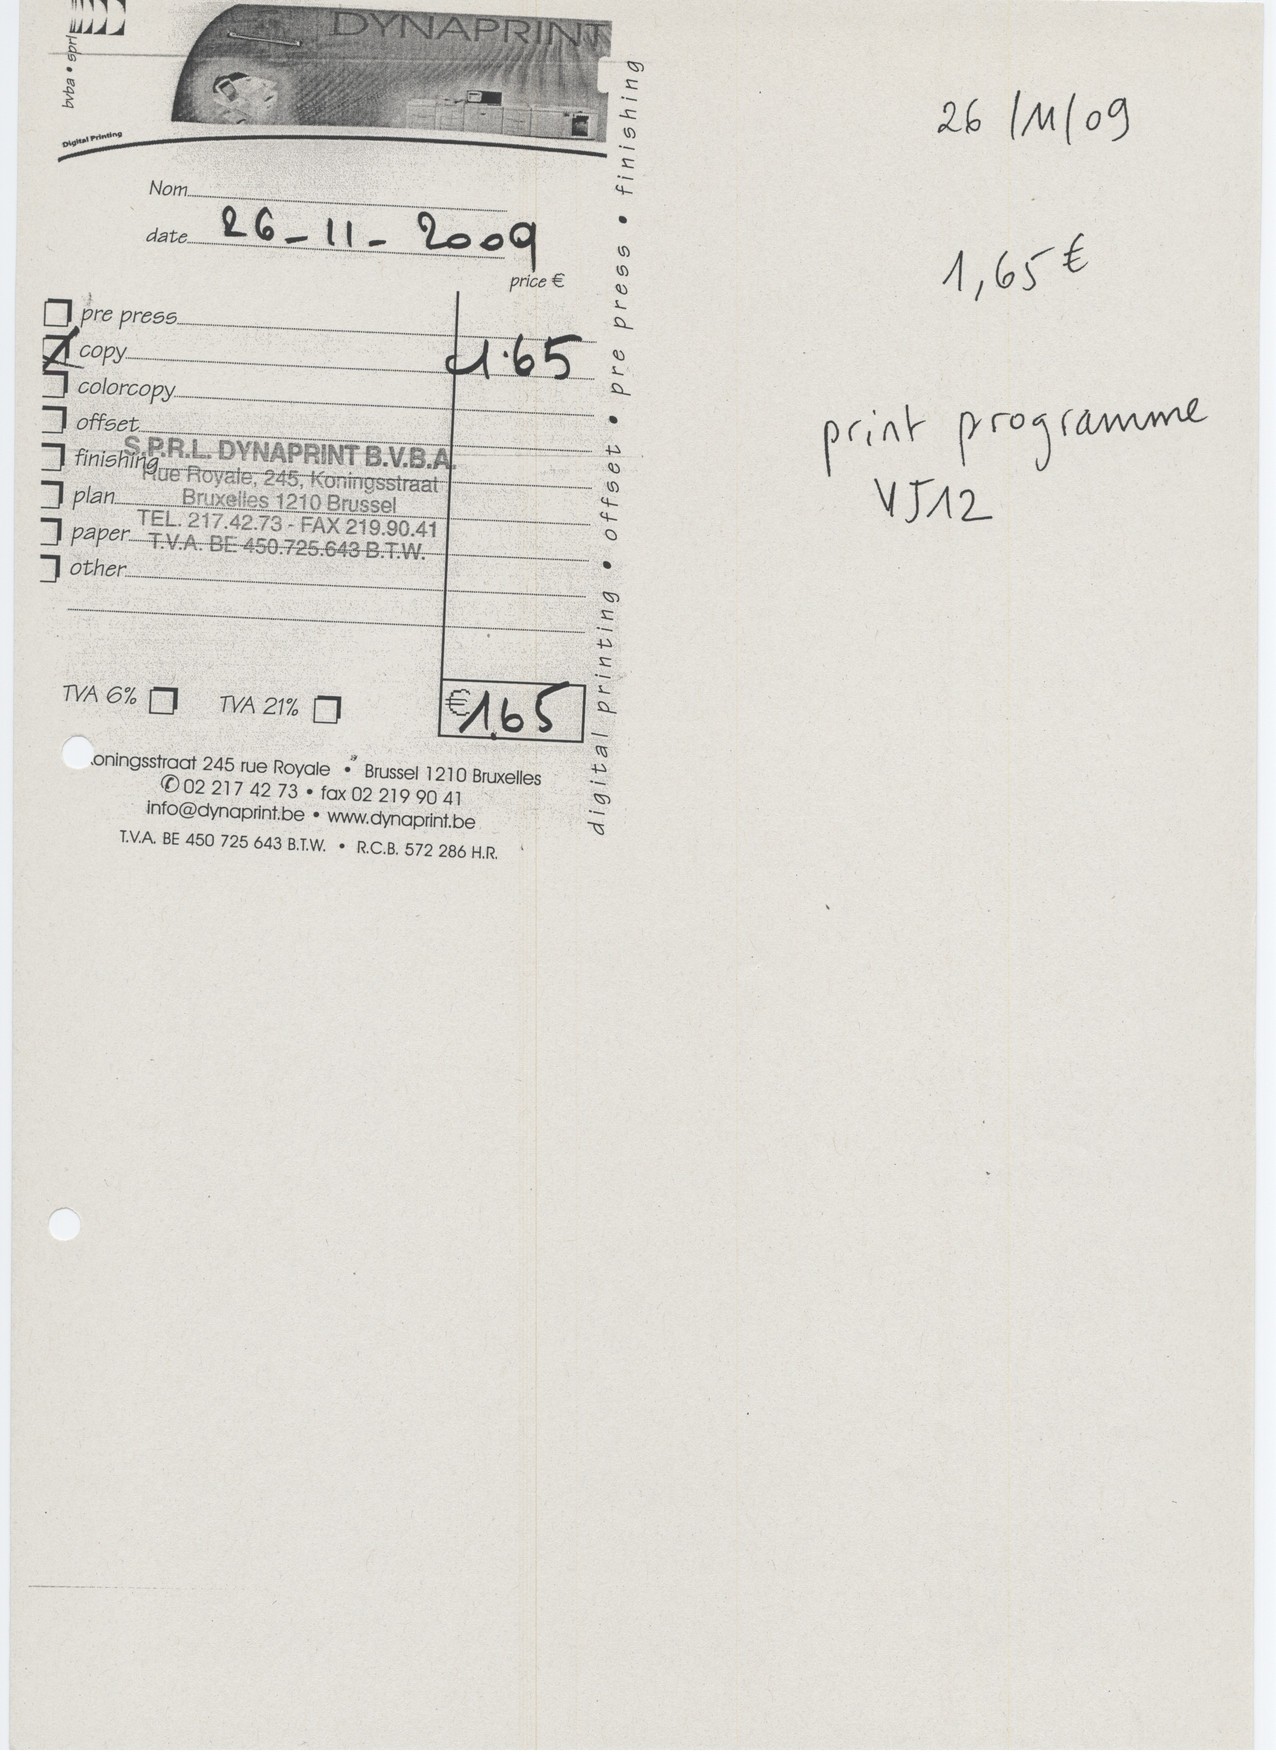 DYNAPRINT
bvba • sprl
Digital Printing
Nom
date 26-11-2009
price €
pre press
copy 1.65
colorcopy
offset
finishing
plan
paper
other
S.P.R.L. DYNAPRINT B.V.B.A.
Rue Royale, 245, Koningsstraat
Bruxelles 1210 Brussel
TEL. 217.42.73 - FAX 219.90.41
T.V.A. BE 450.725.643 B.T.W.
TVA 6% TVA 21% € 1.65
oningsstraat 245 rue Royale • Brussel 1210 Bruxelles
✆ 02 217 42 73 • fax 02 219 90 41
info@dynaprint.be • www.dynaprint.be
T.V.A. BE 450 725 643 B.T.W. • R.C.B. 572 286 H.R.
digital printing • offset • pre press • finishing
26/11/09
1,65 €
print programme
VJ12